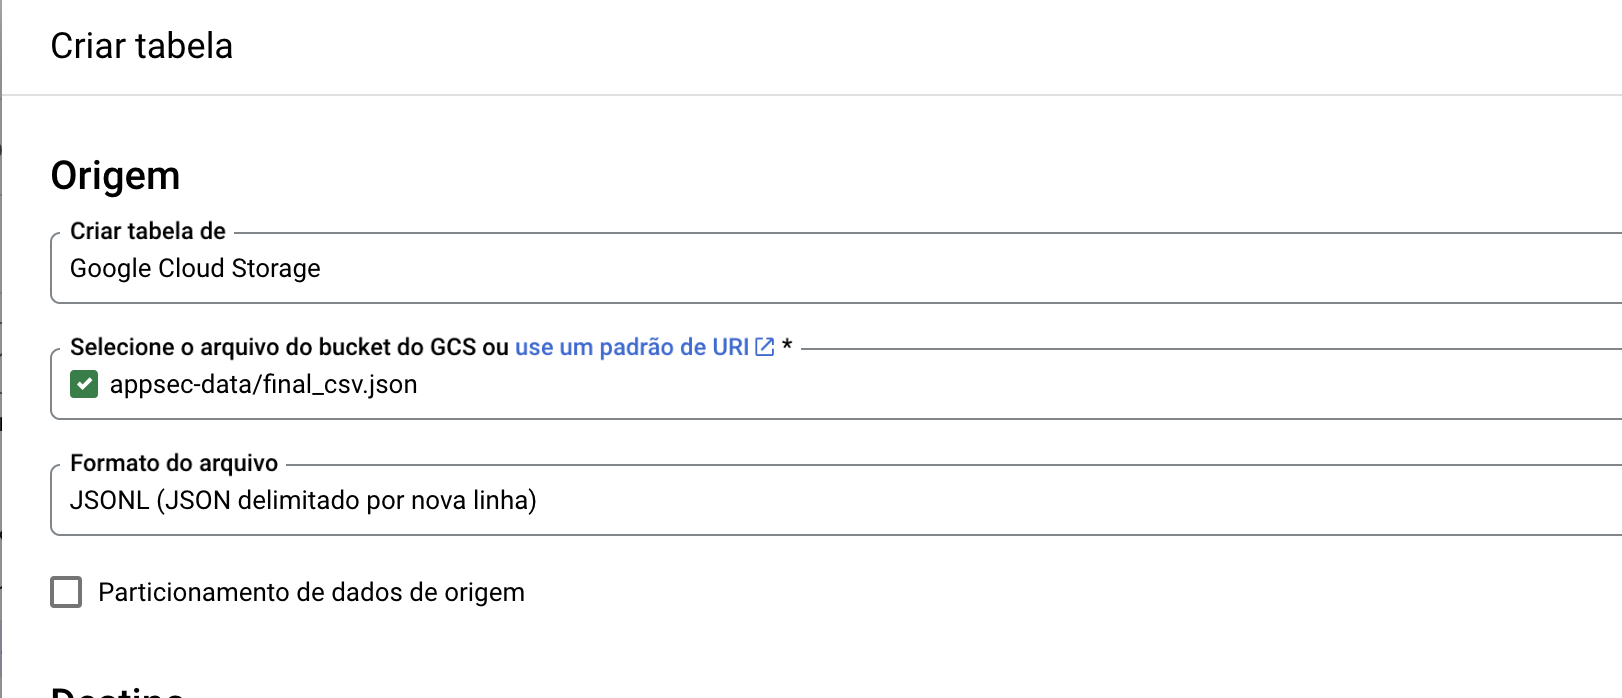 Criar tabela
Origem
Criar tabela de
Google Cloud Storage
Selecione o arquivo do bucket do GCS ou use um padrão de URI *
appsec-data/final_csv.json
Formato do arquivo
JSONL (JSON delimitado por nova linha)
Particionamento de dados de origem
Destino